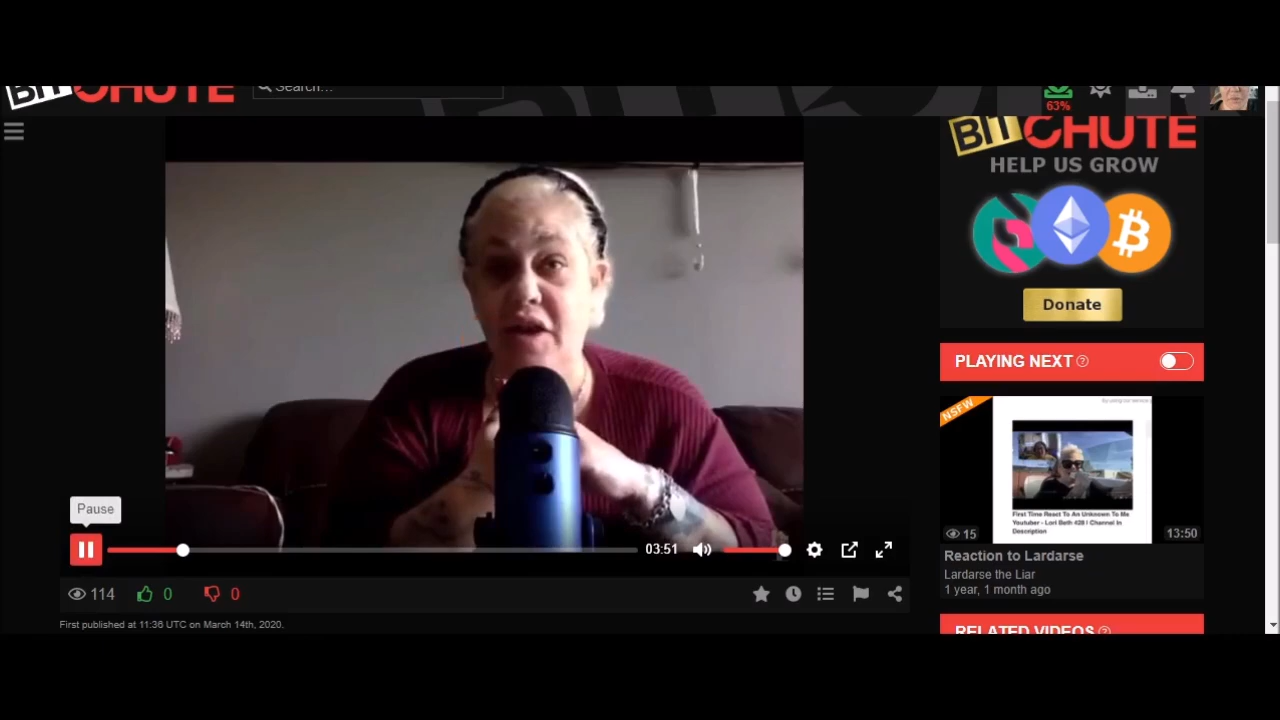 BITCHUTE
Search...
63%
BITCHUTE
HELP US GROW
Donate
PLAYING NEXT
NSFW
First Time React To An Unknown To Me
Youtuber - Lori Beth 428 | Channel In
Description
15
13:50
Reaction to Lardarse
Lardarse the Liar
1 year, 1 month ago
RELATED VIDEOS
Pause
03:51
114
0
0
First published at 11:36 UTC on March 14th, 2020.